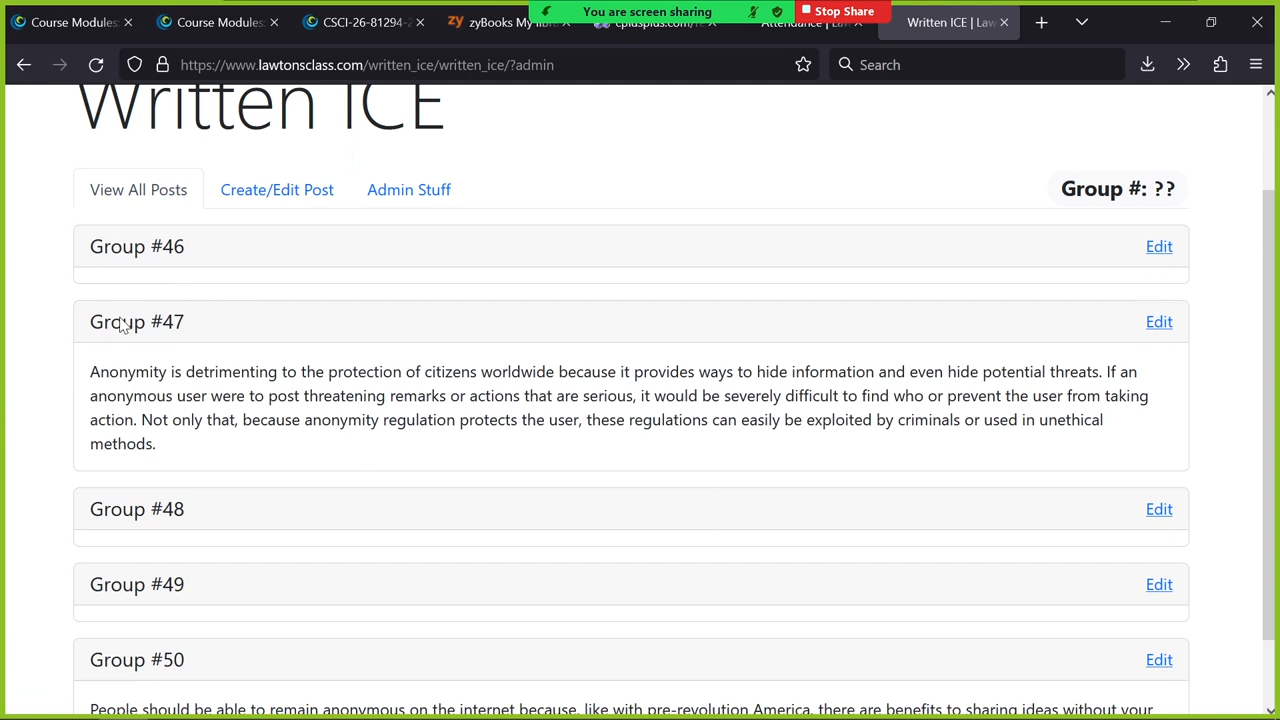 Course Modules:
Course Modules:
CSCI-26-81294-2
zyBooks My
You are screen sharing
Stop Share
Written ICE | Law
https://www.lawtonsclass.com/written_ice/written_ice/?admin
Search
Written ICE
View All Posts
Create/Edit Post
Admin Stuff
Group #: ??
Group #46
Edit
Group #47
Edit
Anonymity is detrimenting to the protection of citizens worldwide because it provides ways to hide information and even hide potential threats. If an
anonymous user were to post threatening remarks or actions that are serious, it would be severely difficult to find who or prevent the user from taking
action. Not only that, because anonymity regulation protects the user, these regulations can easily be exploited by criminals or used in unethical
methods.
Group #48
Edit
Group #49
Edit
Group #50
Edit
People should be able to remain anonymous on the internet because, like with pre-revolution America, there are benefits to sharing ideas without your